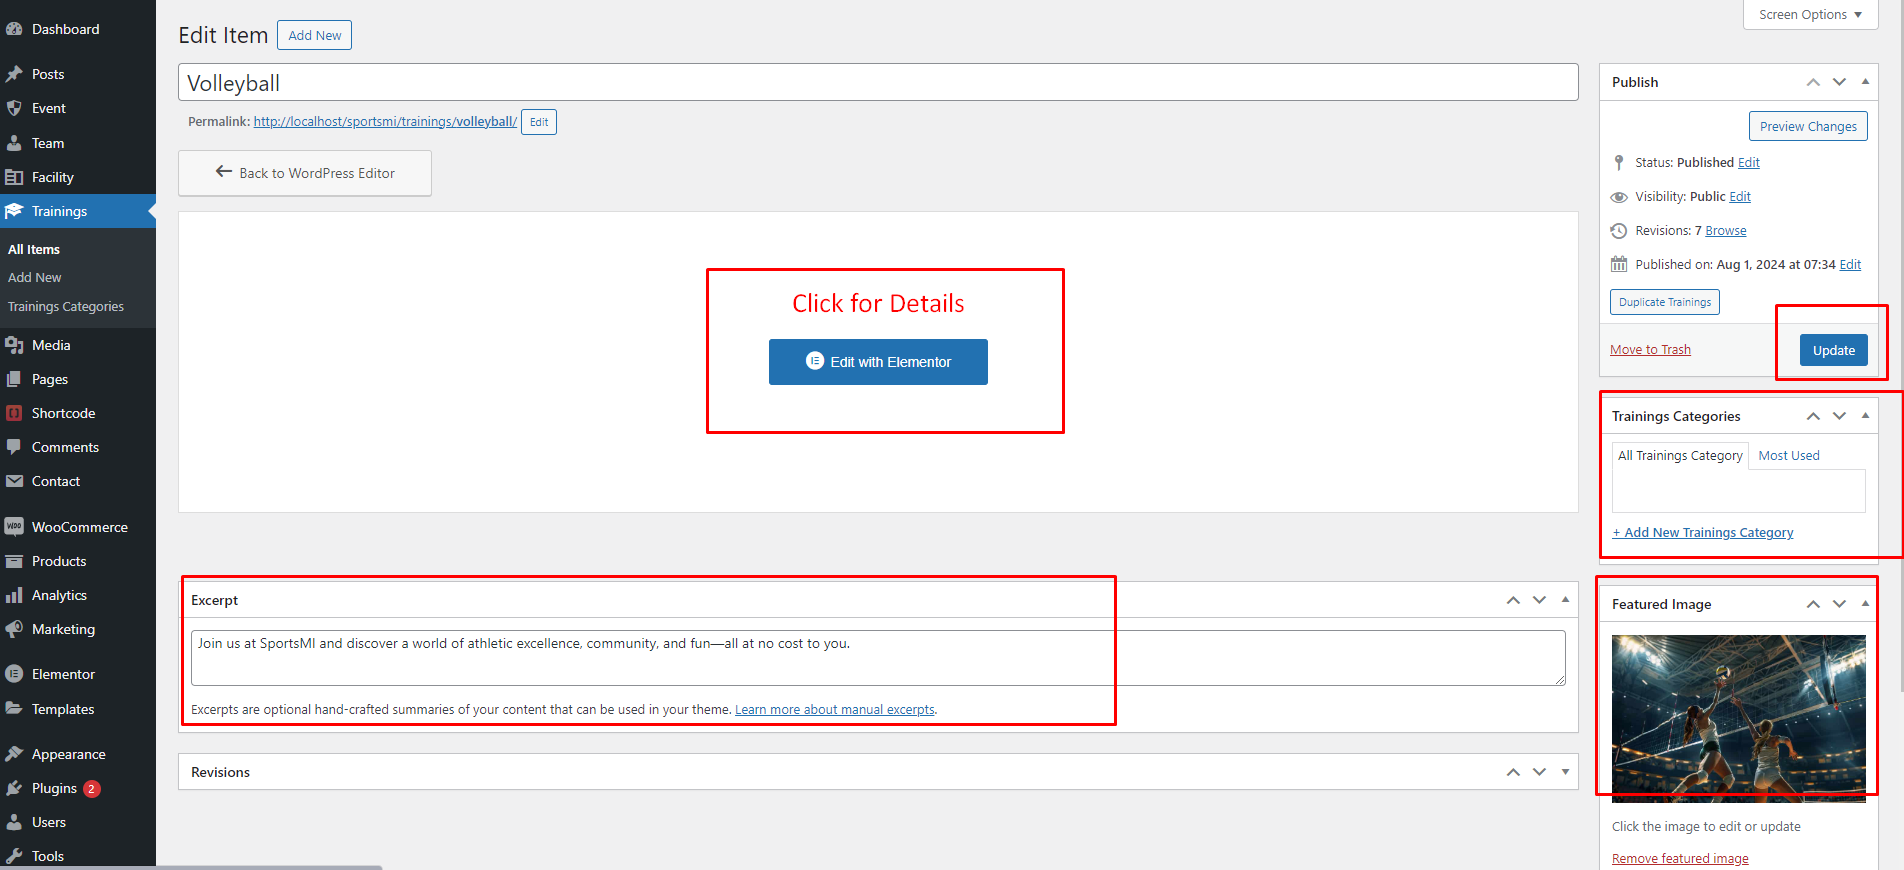 Dashboard
Posts
Event
Team
Facility
Trainings
All Items
Add New
Trainings Categories
Media
Pages
Shortcode
Comments
Contact
WooCommerce
Products
Analytics
Marketing
Elementor
Templates
Appearance
Plugins 2
Users
Tools
Screen Options
Edit Item Add New
Volleyball
Permalink: http://localhost/sportsmi/trainings/volleyball/ Edit
Back to WordPress Editor
Click for Details
Edit with Elementor
Excerpt
Join us at SportsMI and discover a world of athletic excellence, community, and fun—all at no cost to you.
Excerpts are optional hand-crafted summaries of your content that can be used in your theme. Learn more about manual excerpts.
Revisions
Publish
Preview Changes
Status: Published Edit
Visibility: Public Edit
Revisions: 7 Browse
Published on: Aug 1, 2024 at 07:34 Edit
Duplicate Trainings
Move to Trash Update
Trainings Categories
All Trainings Category Most Used
+ Add New Trainings Category
Featured Image
Click the image to edit or update
Remove featured image